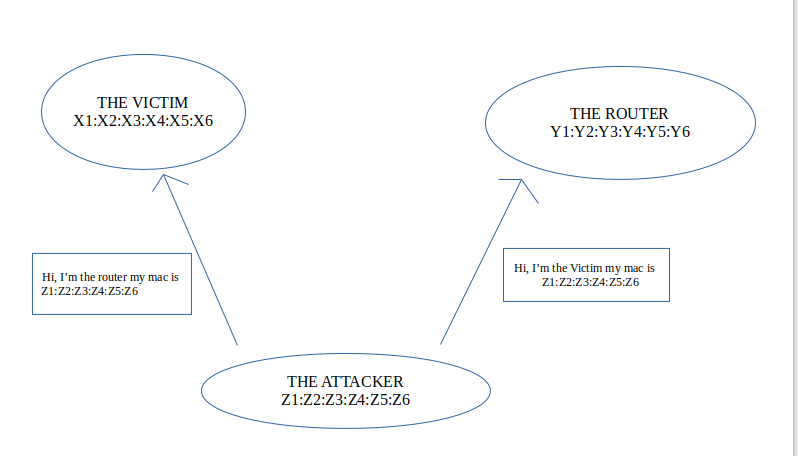 THE VICTIM
X1:X2:X3:X4:X5:X6
THE ROUTER
Y1:Y2:Y3:Y4:Y5:Y6
Hi, I’m the router my mac is
Z1:Z2:Z3:Z4:Z5:Z6
Hi, I’m the Victim my mac is
Z1:Z2:Z3:Z4:Z5:Z6
THE ATTACKER
Z1:Z2:Z3:Z4:Z5:Z6